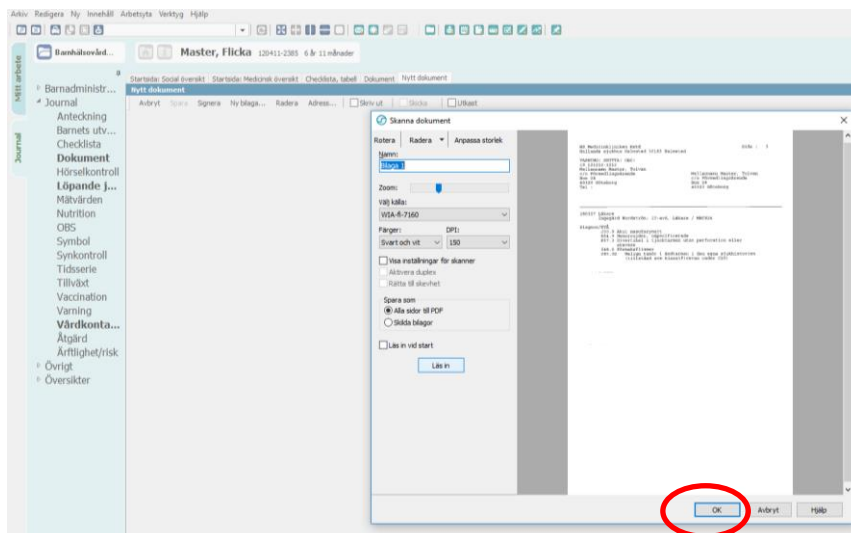 Arkiv Redigera Ny Innehåll Arbetsyta Verktyg Hjälp
Mitt arbete
Journal
Barnhälsovård...
Master, Flicka 120411-2385 6 år 11 månader
Startsida: Social översikt Startsida: Medicinsk översikt Checklista, tabell Dokument Nytt dokument
Nytt dokument
Avbryt Spara Signera Ny bilaga... Radera Adress... Skriv ut Skicka Utkast
Barnadministr...
Journal
Anteckning
Barnets utv...
Checklista
Dokument
Hörselkontroll
Löpande j...
Mätvärden
Nutrition
OBS
Symbol
Synkontroll
Tidsserie
Tillväxt
Vaccination
Varning
Vårdkonta...
Åtgärd
Ärftlighet/risk
Övrigt
Översikter
Skanna dokument
Rotera Radera Anpassa storlek
Namn:
Bilaga 1
Zoom:
Välj källa:
WIA-fi-7160
Färger: DPI:
Svart och vit 150
Visa inställningar för skanner
Aktivera duplex
Rätta till skevhet
Spara som
Alla sidor till PDF
Skilda bilagor
Läs in vid start
Läs in
OK Avbryt Hjälp